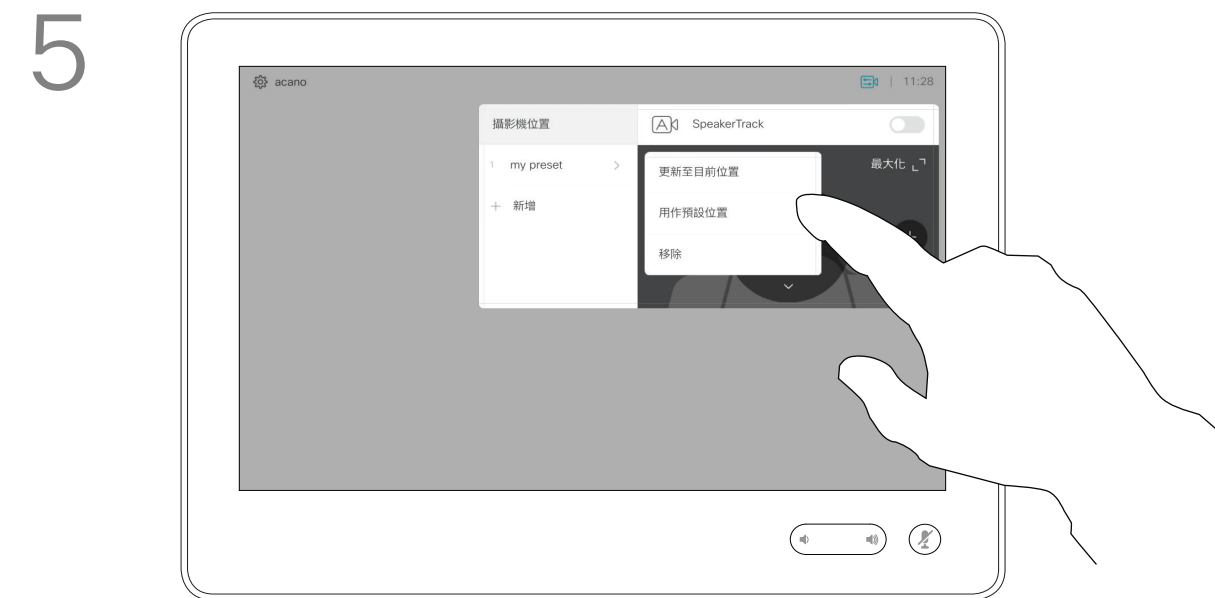 5
acano
11:28
攝影機位置
SpeakerTrack
1 my preset
更新至目前位置
最大化
+ 新增
用作預設位置
移除